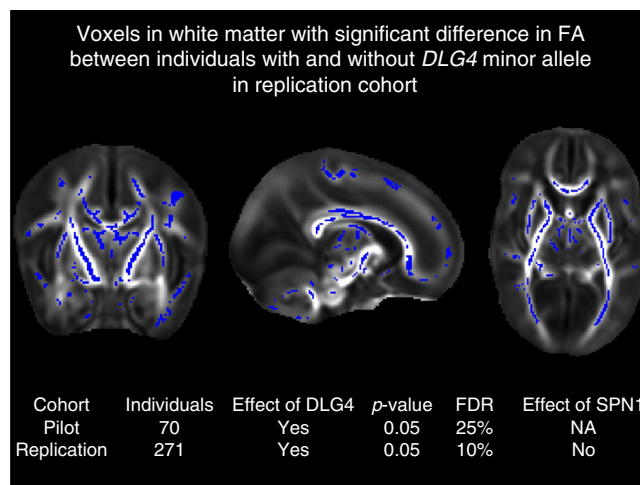 Voxels in white matter with significant difference in FA
between individuals with and without DLG4 minor allele
in replication cohort
Cohort Individuals Effect of DLG4 p-value FDR Effect of SPN1
Pilot 70 Yes 0.05 25% NA
Replication 271 Yes 0.05 10% No